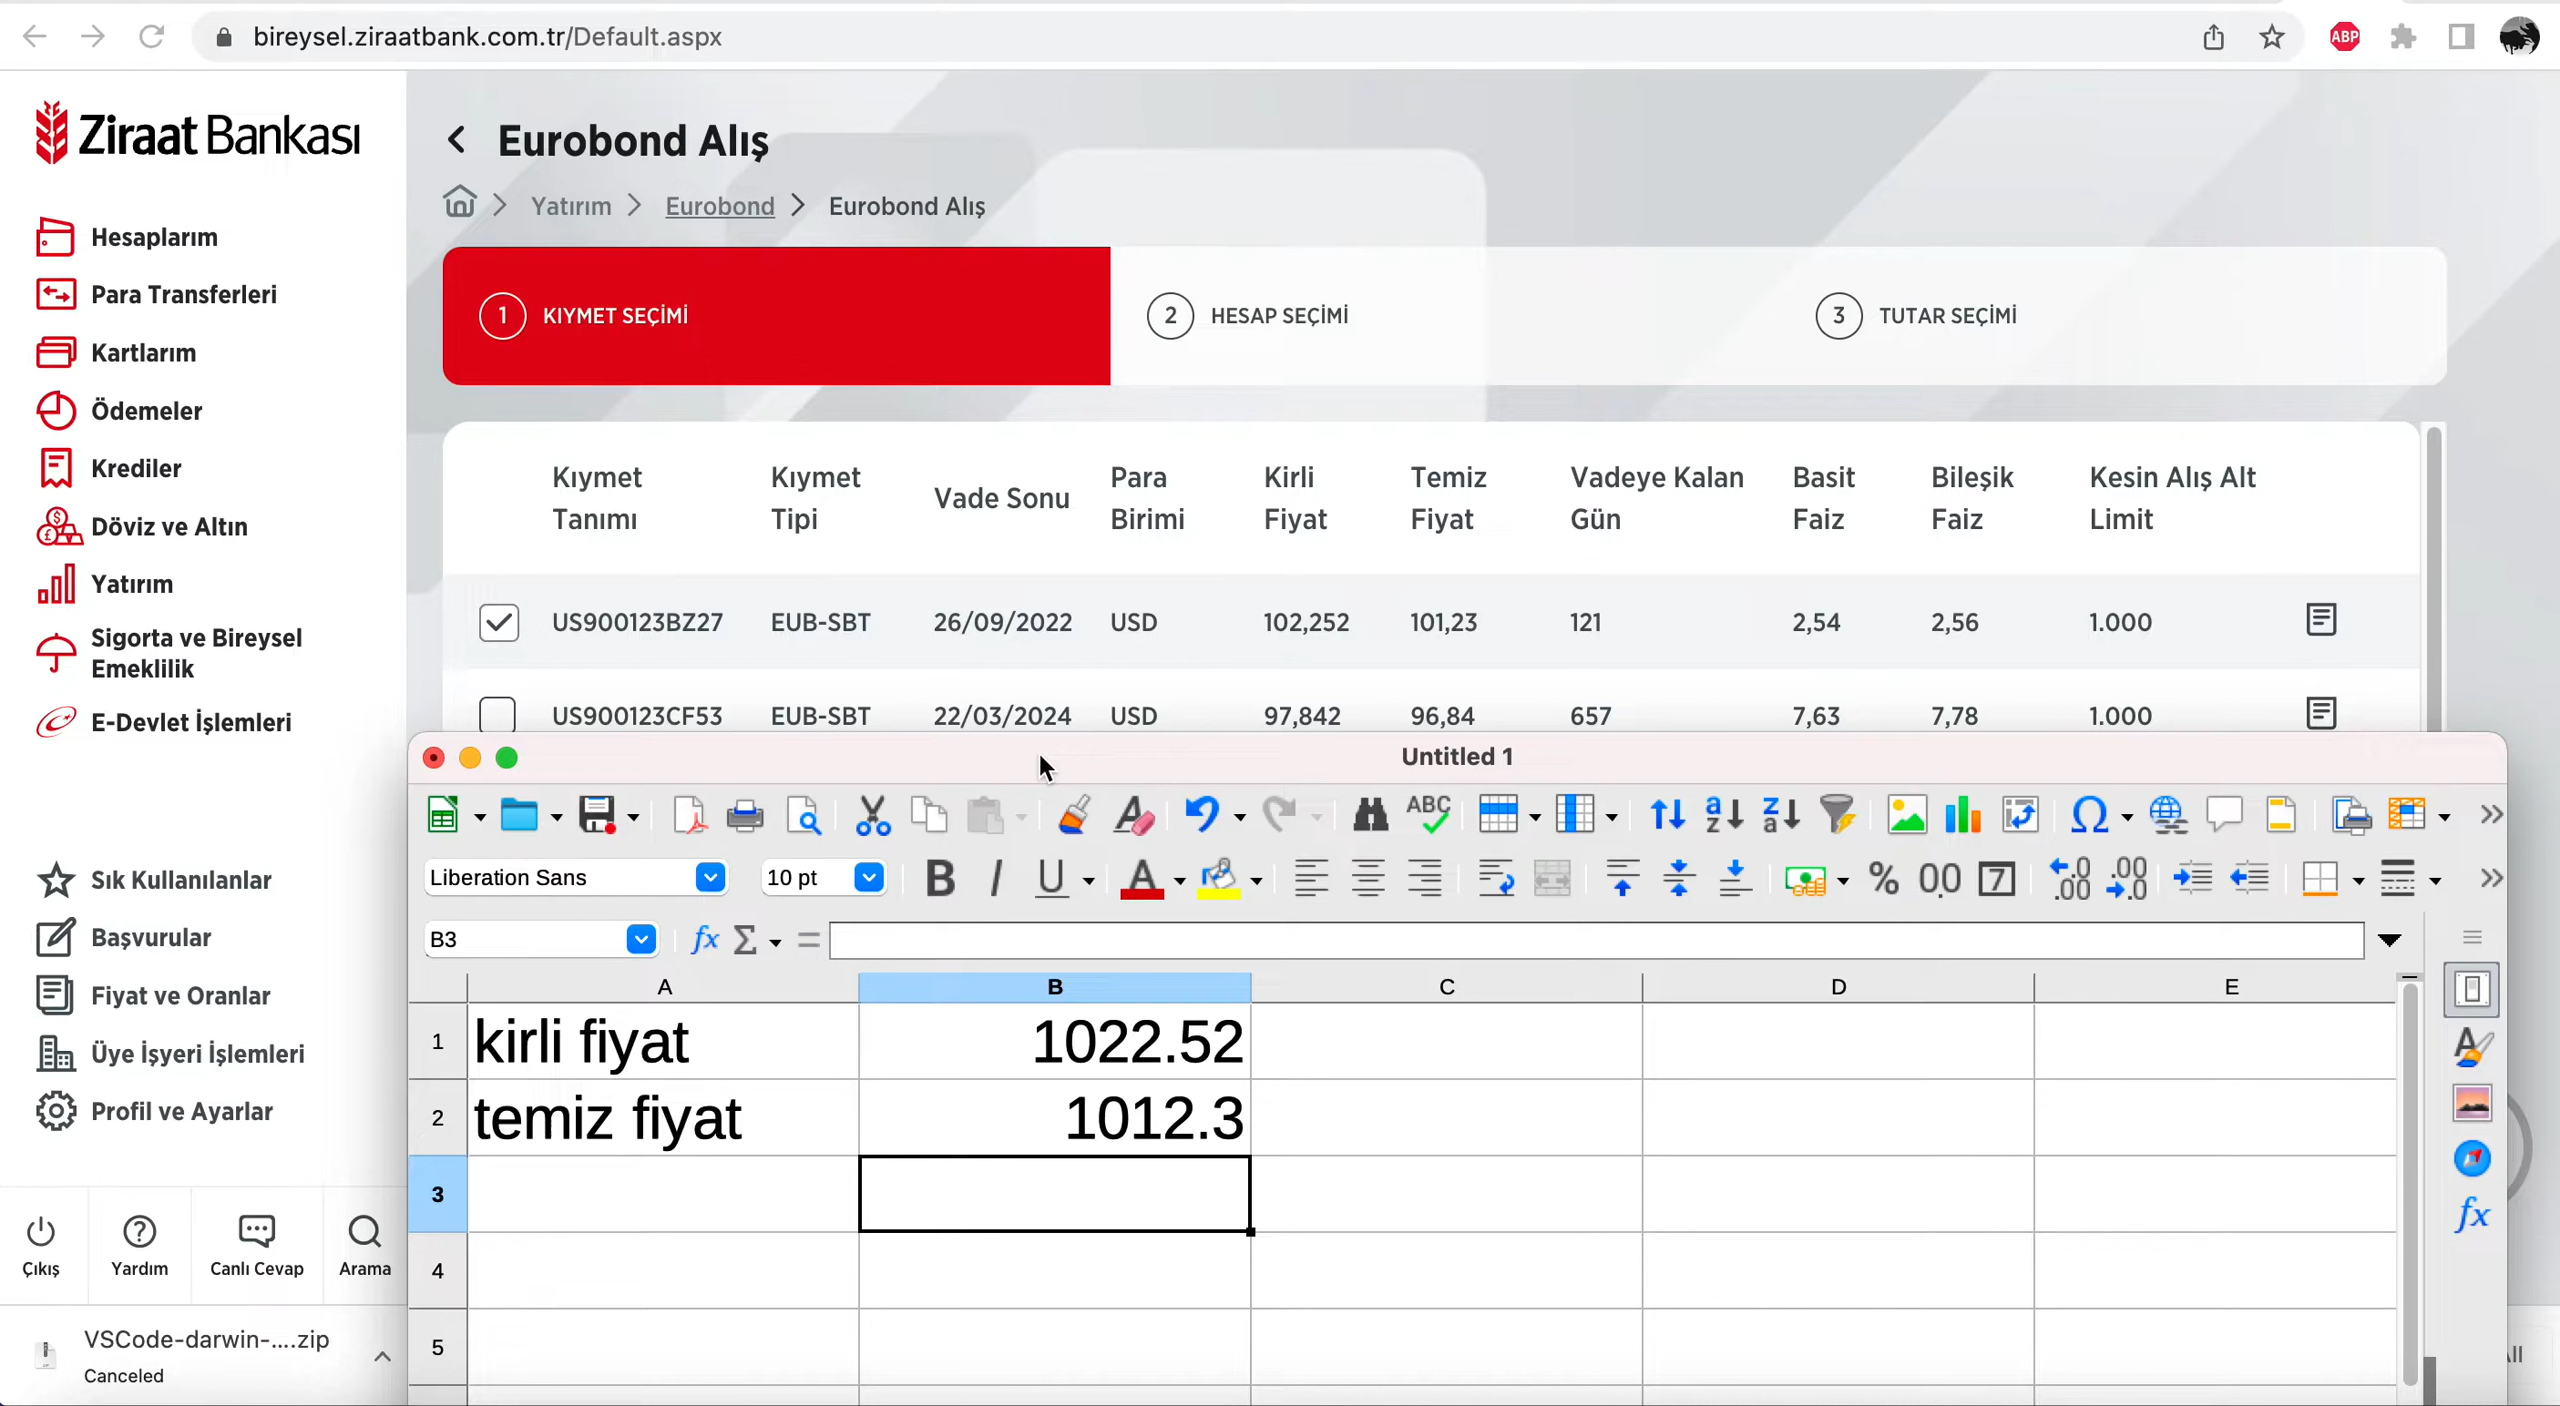 bireysel.ziraatbank.com.tr/Default.aspx
ABP
Ziraat Bankası
Hesaplarım
Para Transferleri
Kartlarım
Ödemeler
Krediler
Döviz ve Altın
Yatırım
Sigorta ve Bireysel
Emeklilik
E-Devlet İşlemleri
Sık Kullanılanlar
Başvurular
Fiyat ve Oranlar
Üye İşyeri İşlemleri
Profil ve Ayarlar
Çıkış Yardım Canlı Cevap Arama
VSCode-darwin-....zip
Canceled
Eurobond Alış
Yatırım Eurobond Eurobond Alış
1 KIYMET SEÇİMİ 2 HESAP SEÇİMİ 3 TUTAR SEÇİMİ
Kıymet Tanımı Kıymet Tipi Vade Sonu Para Birimi Kirli Fiyat Temiz Fiyat Vadeye Kalan Gün Basit Faiz Bileşik Faiz Kesin Alış Alt Limit
US900123BZ27 EUB-SBT 26/09/2022 USD 102,252 101,23 121 2,54 2,56 1.000
US900123CF53 EUB-SBT 22/03/2024 USD 97,842 96,84 657 7,63 7,78 1.000
Untitled 1
Liberation Sans 10 pt
B3
A B C D E
1 kirli fiyat 1022.52
2 temiz fiyat 1012.3
3
4
5